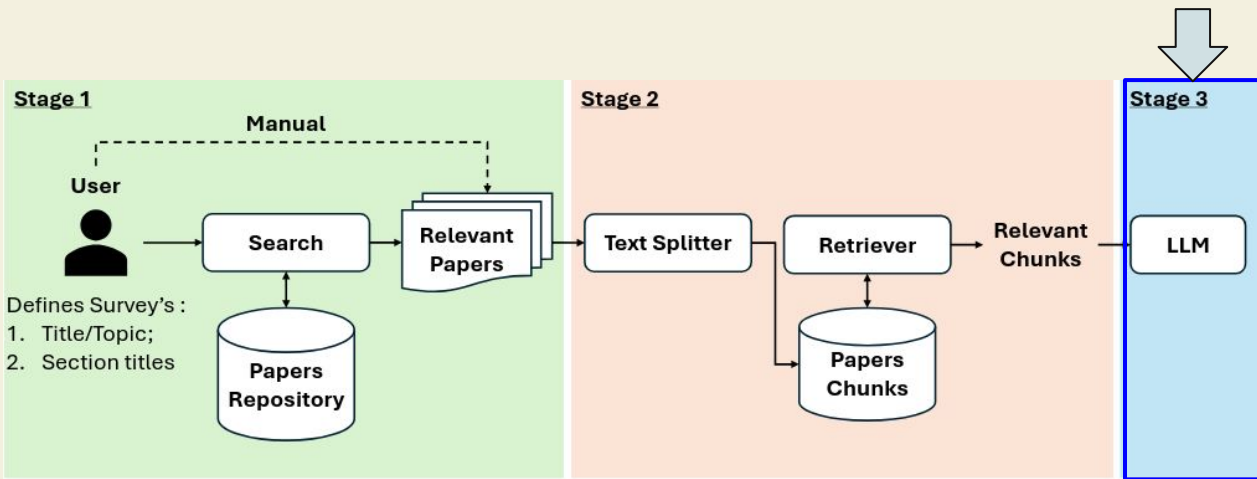 Stage 1
Manual
User
Search
Relevant
Papers
Defines Survey's :
1. Title/Topic;
2. Section titles
Papers
Repository
Stage 2
Text Splitter
Retriever
Relevant
Chunks
Papers
Chunks
Stage 3
LLM